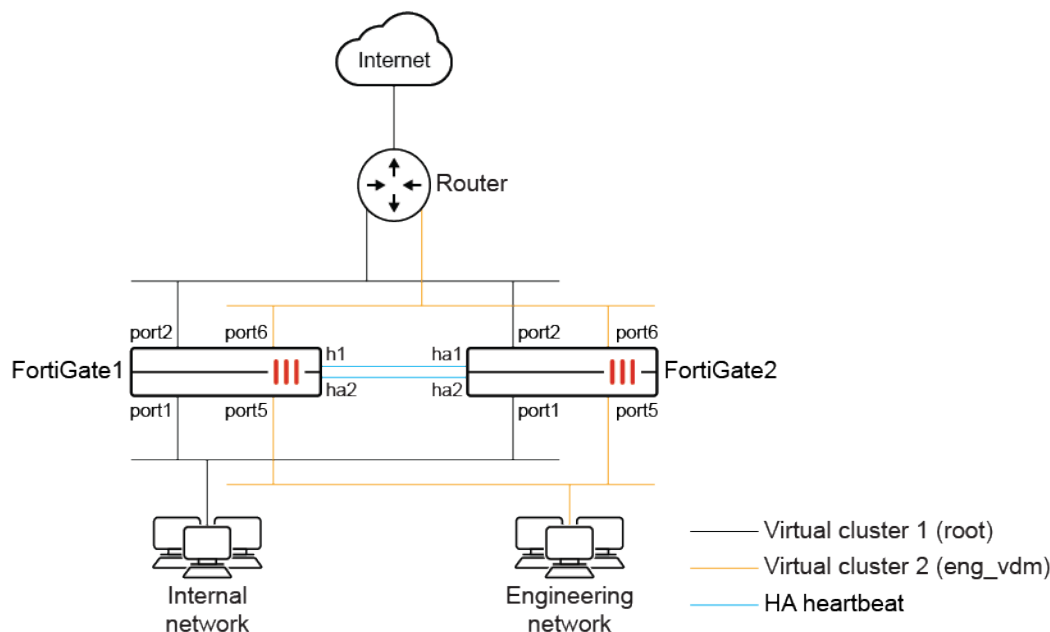 Internet
Router
port2
port6
port2
port6
FortiGate1
h1
ha1
FortiGate2
ha2
ha2
port1
port5
port1
port5
Internal
network
Engineering
network
Virtual cluster 1 (root)
Virtual cluster 2 (eng_vdm)
HA heartbeat